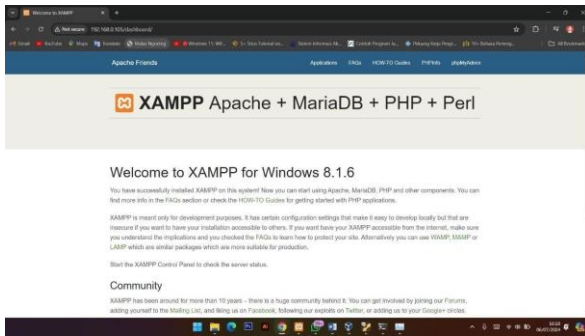 Welcome to XAMPP
Not secure 192.168.0.105/dashboard/
Gmail YouTube Maps Translate
Apache Friends Applications FAQs HOW-TO Guides PHPInfo phpMyAdmin
XAMPP Apache + MariaDB + PHP + Perl
Welcome to XAMPP for Windows 8.1.6
You have successfully installed XAMPP on this system! Now you can start using Apache, MariaDB, PHP and other components. You can
find more info in the FAQs section or check the HOW-TO Guides for getting started with PHP applications.
XAMPP is meant only for development purposes. It has certain configuration settings that make it easy to develop locally but that are
insecure if you want to have your installation accessible to others. If you want have your XAMPP accessible from the internet, make sure
you understand the implications and you checked the FAQs to learn how to protect your site. Alternatively you can use WAMP, MAMP or
LAMP which are similar packages which are more suitable for production.
Start the XAMPP Control Panel to check the server status.
Community
XAMPP has been around for more than 10 years – there is a huge community behind it. You can get involved by joining our Forums,
adding yourself to the Mailing List, and liking us on Facebook, following our exploits on Twitter, or adding us to your Google+ circles.
06/07/2024